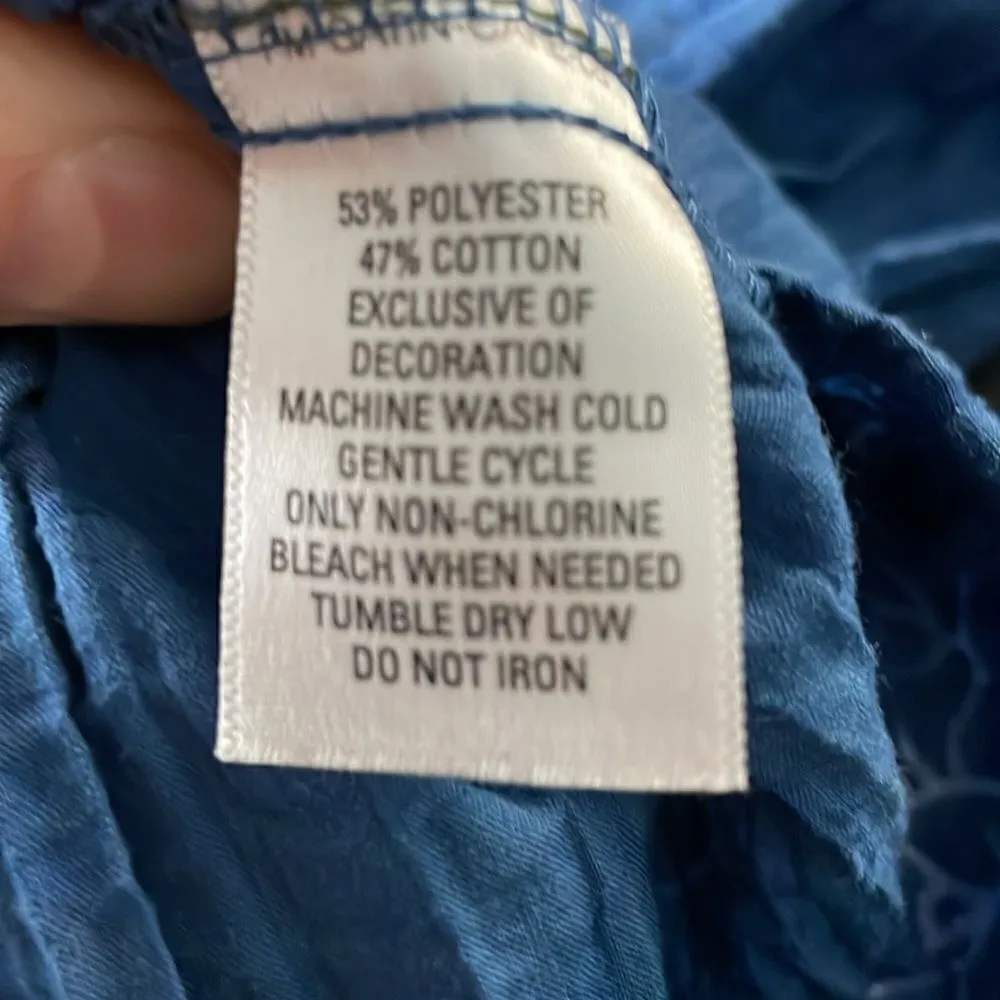 53% POLYESTER
47% COTTON
EXCLUSIVE OF
DECORATION
MACHINE WASH COLD
GENTLE CYCLE
ONLY NON-CHLORINE
BLEACH WHEN NEEDED
TUMBLE DRY LOW
DO NOT IRON